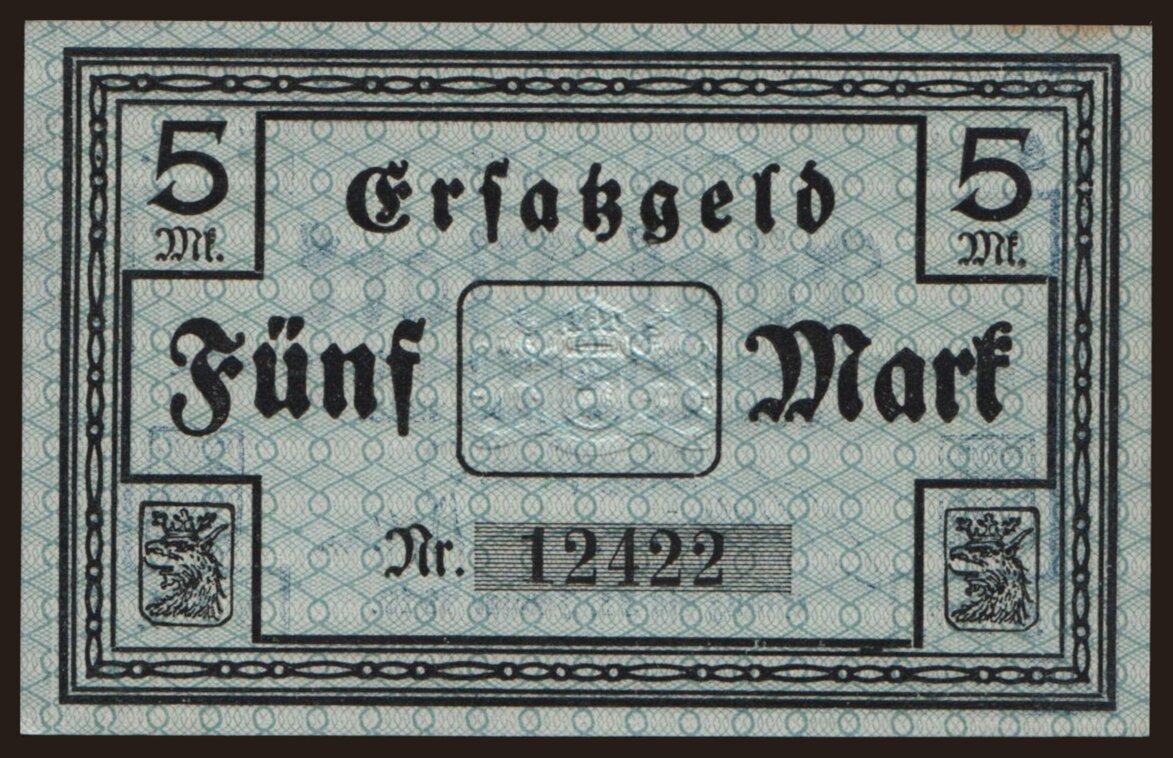 5 5
Mk. Mk.
Ersatzgeld
Fünf Mark
Nr. 12422